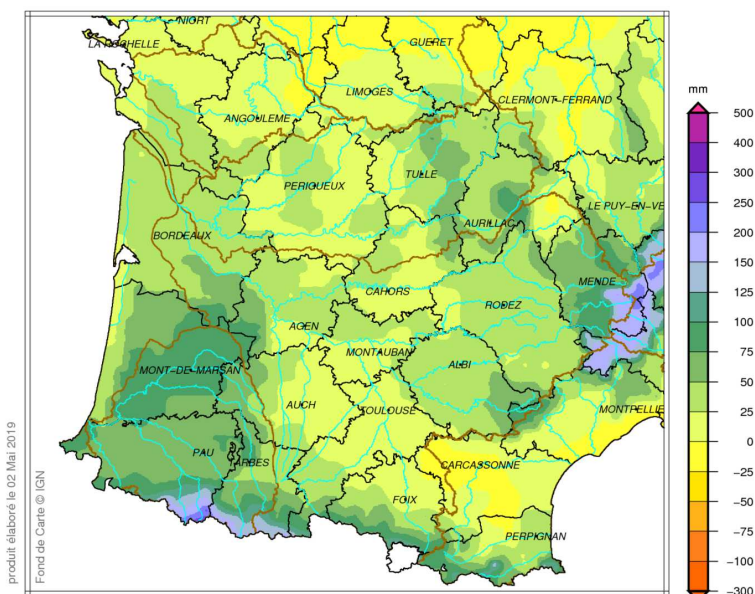 NIORT
LA ROCHELLE
GUERET
LIMOGES
CLERMONT-FERRAND
ANGOULEME
TULLE
PERIGUEUX
LE PUY-EN-VE
AURILLAC
BORDEAUX
MENDE
CAHORS
RODEZ
AGEN
MONTAUBAN
ALBI
MONT-DE-MARSAN
AUCH
TOULOUSE
MONTPELLIE
PAU
TARBES
CARCASSONNE
FOIX
PERPIGNAN
mm
500
400
300
250
200
150
125
100
75
50
25
0
-25
-50
-75
-100
-300
produit élaboré le 02 Mai 2019
Fond de Carte © IGN